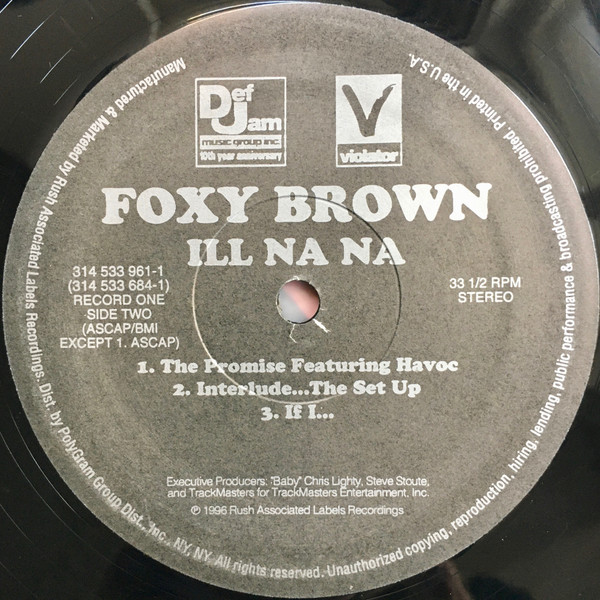 Def
Jam
music group inc.
10th year anniversary
V
violator
FOXY BROWN
ILL NA NA
314 533 961-1
(314 533 684-1)
RECORD ONE
SIDE TWO
(ASCAP/BMI
EXCEPT 1. ASCAP)
33 1/2 RPM
STEREO
1. The Promise Featuring Havoc
2. Interlude...The Set Up
3. If I...
Executive Producers: "Baby" Chris Lighty, Steve Stoute,
and TrackMasters for TrackMasters Entertainment, Inc.
℗ 1996 Rush Associated Labels Recordings
Manufactured & Marketed by Rush Associated Labels Recordings. Dist. by PolyGram Group Dist., Inc., NY, NY. All rights reserved. Unauthorized copying, reproduction, hiring, lending, public performance & broadcasting prohibited. Printed in the U.S.A.